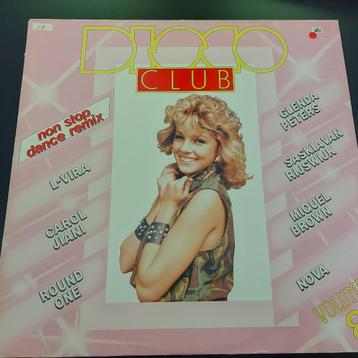 DISCO
CLUB
non stop
dance remix
L-VIRA
CAROL
JIANI
ROUND
ONE
GLENDA
PETERS
SASKIA VAN
RIJSWIJK
MIQUEL
BROWN
NOVA
VOLUME